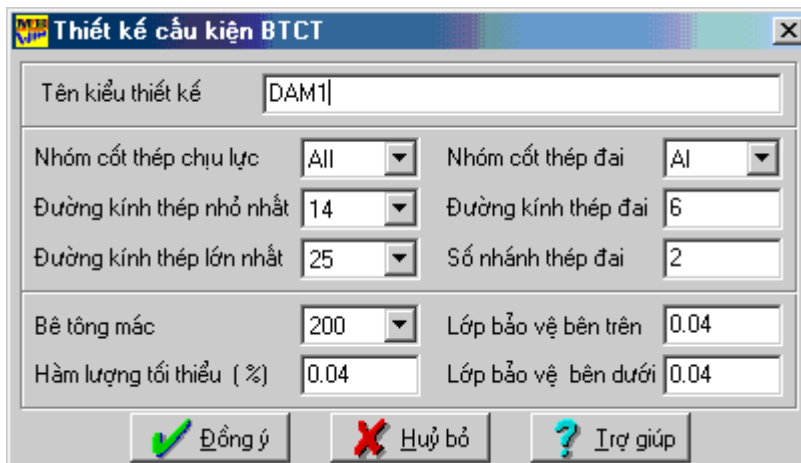 Thiết kế cấu kiện BTCT
Tên kiểu thiết kế DAM1
Nhóm cốt thép chịu lực AII Nhóm cốt thép đai AI
Đường kính thép nhỏ nhất 14 Đường kính thép đai 6
Đường kính thép lớn nhất 25 Số nhánh thép đai 2
Bê tông mác 200 Lớp bảo vệ bên trên 0.04
Hàm lượng tối thiểu ( %) 0.04 Lớp bảo vệ bên dưới 0.04
Đồng ý Huỷ bỏ Trợ giúp